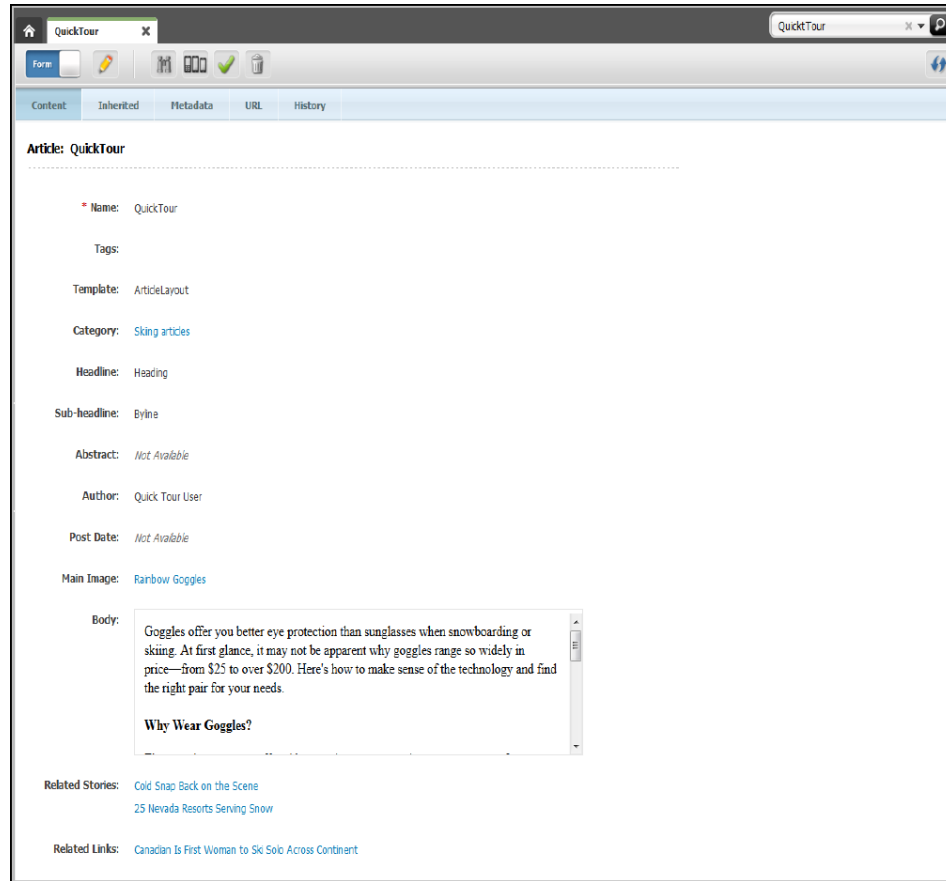 QuickTour
QuicktTour
Form
Content Inherited Metadata URL History
Article: QuickTour
* Name: QuickTour
Tags:
Template: ArticleLayout
Category: Sking articles
Headline: Heading
Sub-headline: Byline
Abstract: Not Available
Author: Quick Tour User
Post Date: Not Available
Main Image: Rainbow Goggles
Body:
Goggles offer you better eye protection than sunglasses when snowboarding or
skiing. At first glance, it may not be apparent why goggles range so widely in
price—from $25 to over $200. Here's how to make sense of the technology and find
the right pair for your needs.
Why Wear Goggles?
Related Stories: Cold Snap Back on the Scene
25 Nevada Resorts Serving Snow
Related Links: Canadian Is First Woman to Ski Solo Across Continent